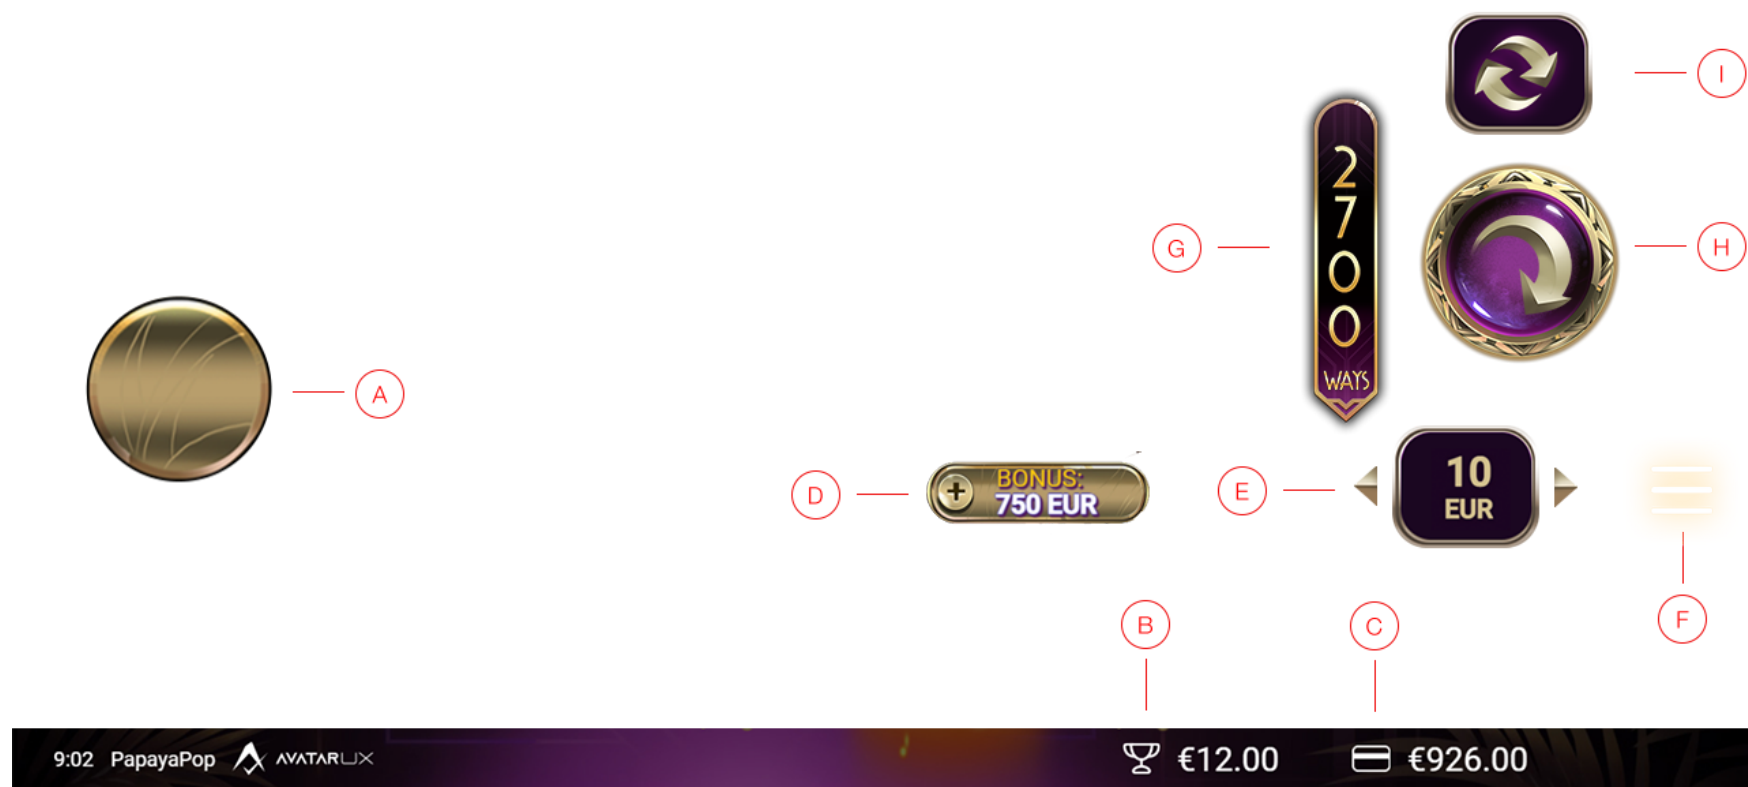 I
2
7
0
0
WAYS
G
H
A
D
+
BONUS:
750 EUR
E
10
EUR
B
C
F
9:02 PapayaPop AVATARUX
€12.00
€926.00